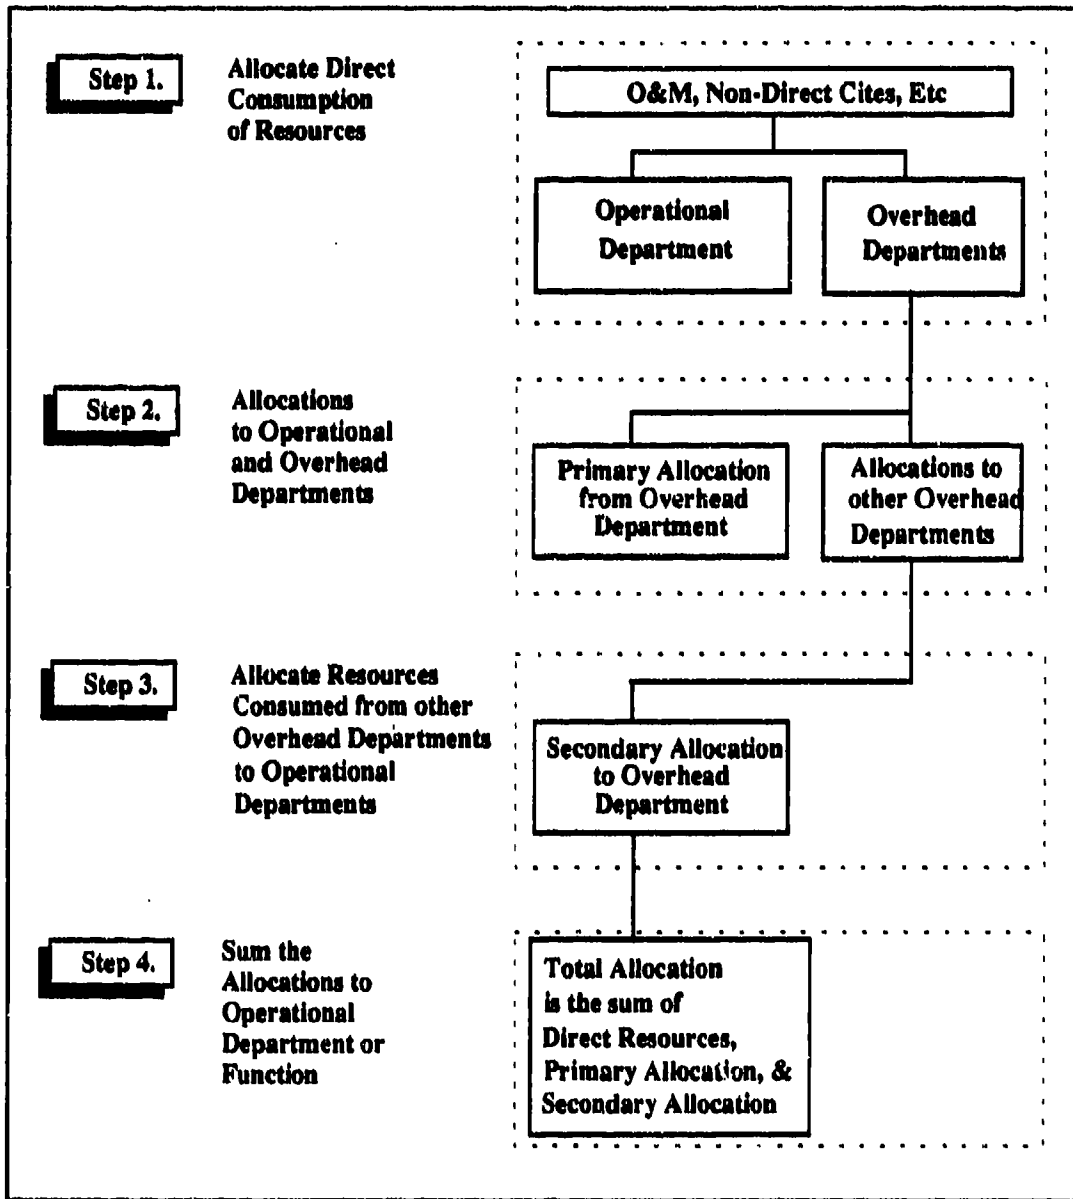 Step 1.
Allocate Direct
Consumption
of Resources
O&M, Non-Direct Cites, Etc
Operational
Department
Overhead
Departments
Step 2.
Allocations
to Operational
and Overhead
Departments
Primary Allocation
from Overhead
Department
Allocations to
other Overhead
Departments
Step 3.
Allocate Resources
Consumed from other
Overhead Departments
to Operational
Departments
Secondary Allocation
to Overhead
Department
Step 4.
Sum the
Allocations to
Operational
Department or
Function
Total Allocation
is the sum of
Direct Resources,
Primary Allocation, &
Secondary Allocation